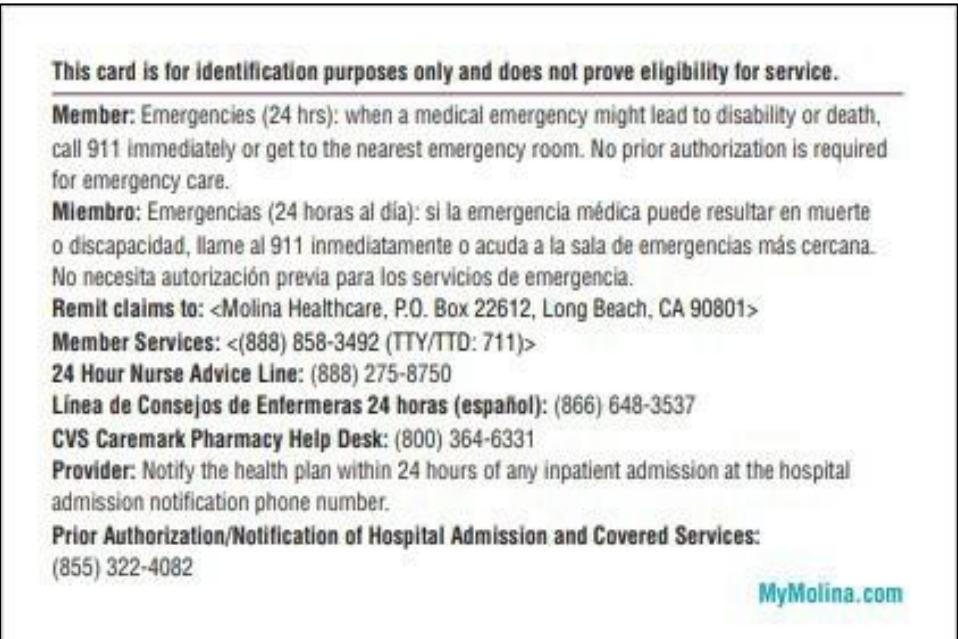 This card is for identification purposes only and does not prove eligibility for service.
Member: Emergencies (24 hrs): when a medical emergency might lead to disability or death,
call 911 immediately or get to the nearest emergency room. No prior authorization is required
for emergency care.
Miembro: Emergencias (24 horas al día): si la emergencia médica puede resultar en muerte
o discapacidad, llame al 911 inmediatamente o acuda a la sala de emergencias más cercana.
No necesita autorización previa para los servicios de emergencia.
Remit claims to: <Molina Healthcare, P.O. Box 22612, Long Beach, CA 90801>
Member Services: <(888) 858-3492 (TTY/TTD: 711)>
24 Hour Nurse Advice Line: (888) 275-8750
Línea de Consejos de Enfermeras 24 horas (español): (866) 648-3537
CVS Caremark Pharmacy Help Desk: (800) 364-6331
Provider: Notify the health plan within 24 hours of any inpatient admission at the hospital
admission notification phone number.
Prior Authorization/Notification of Hospital Admission and Covered Services:
(855) 322-4082
MyMolina.com